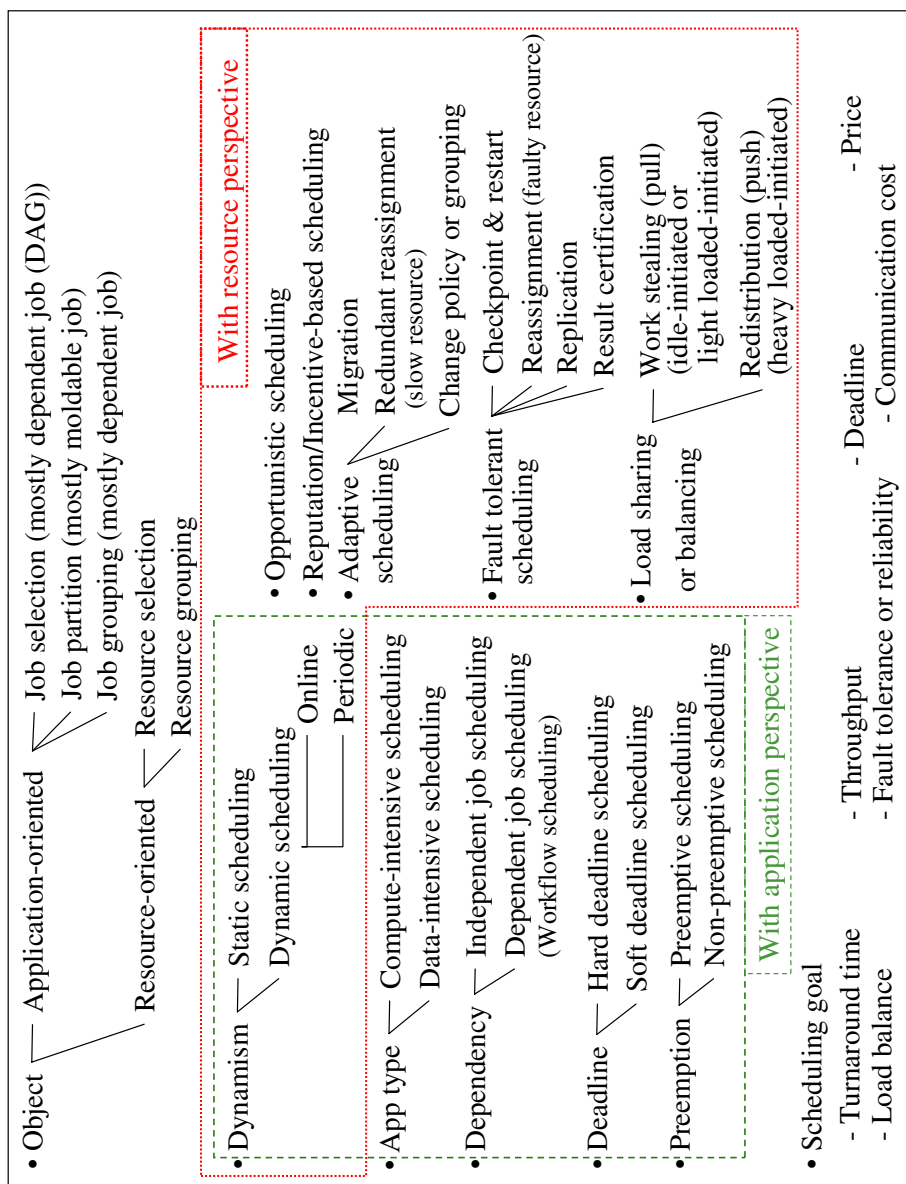 • Object
Application-oriented
Job selection (mostly dependent job (DAG))
Job partition (mostly moldable job)
Job grouping (mostly dependent job)
Resource-oriented
Resource selection
Resource grouping
With resource perspective
• Dynamism
Static scheduling
Dynamic scheduling
Online
Periodic
• App type
Compute-intensive scheduling
Data-intensive scheduling
• Dependency
Independent job scheduling
Dependent job scheduling
(Workflow scheduling)
• Deadline
Hard deadline scheduling
Soft deadline scheduling
• Preemption
Preemptive scheduling
Non-preemptive scheduling
With application perspective
• Opportunistic scheduling
• Reputation/Incentive-based scheduling
• Adaptive
scheduling
Migration
Redundant reassignment
(slow resource)
Change policy or grouping
• Fault tolerant
scheduling
Checkpoint & restart
Reassignment (faulty resource)
Replication
Result certification
• Load sharing
or balancing
Work stealing (pull)
(idle-initiated or
light loaded-initiated)
Redistribution (push)
(heavy loaded-initiated)
• Scheduling goal
- Turnaround time
- Throughput
- Deadline
- Price
- Load balance
- Fault tolerance or reliability
- Communication cost